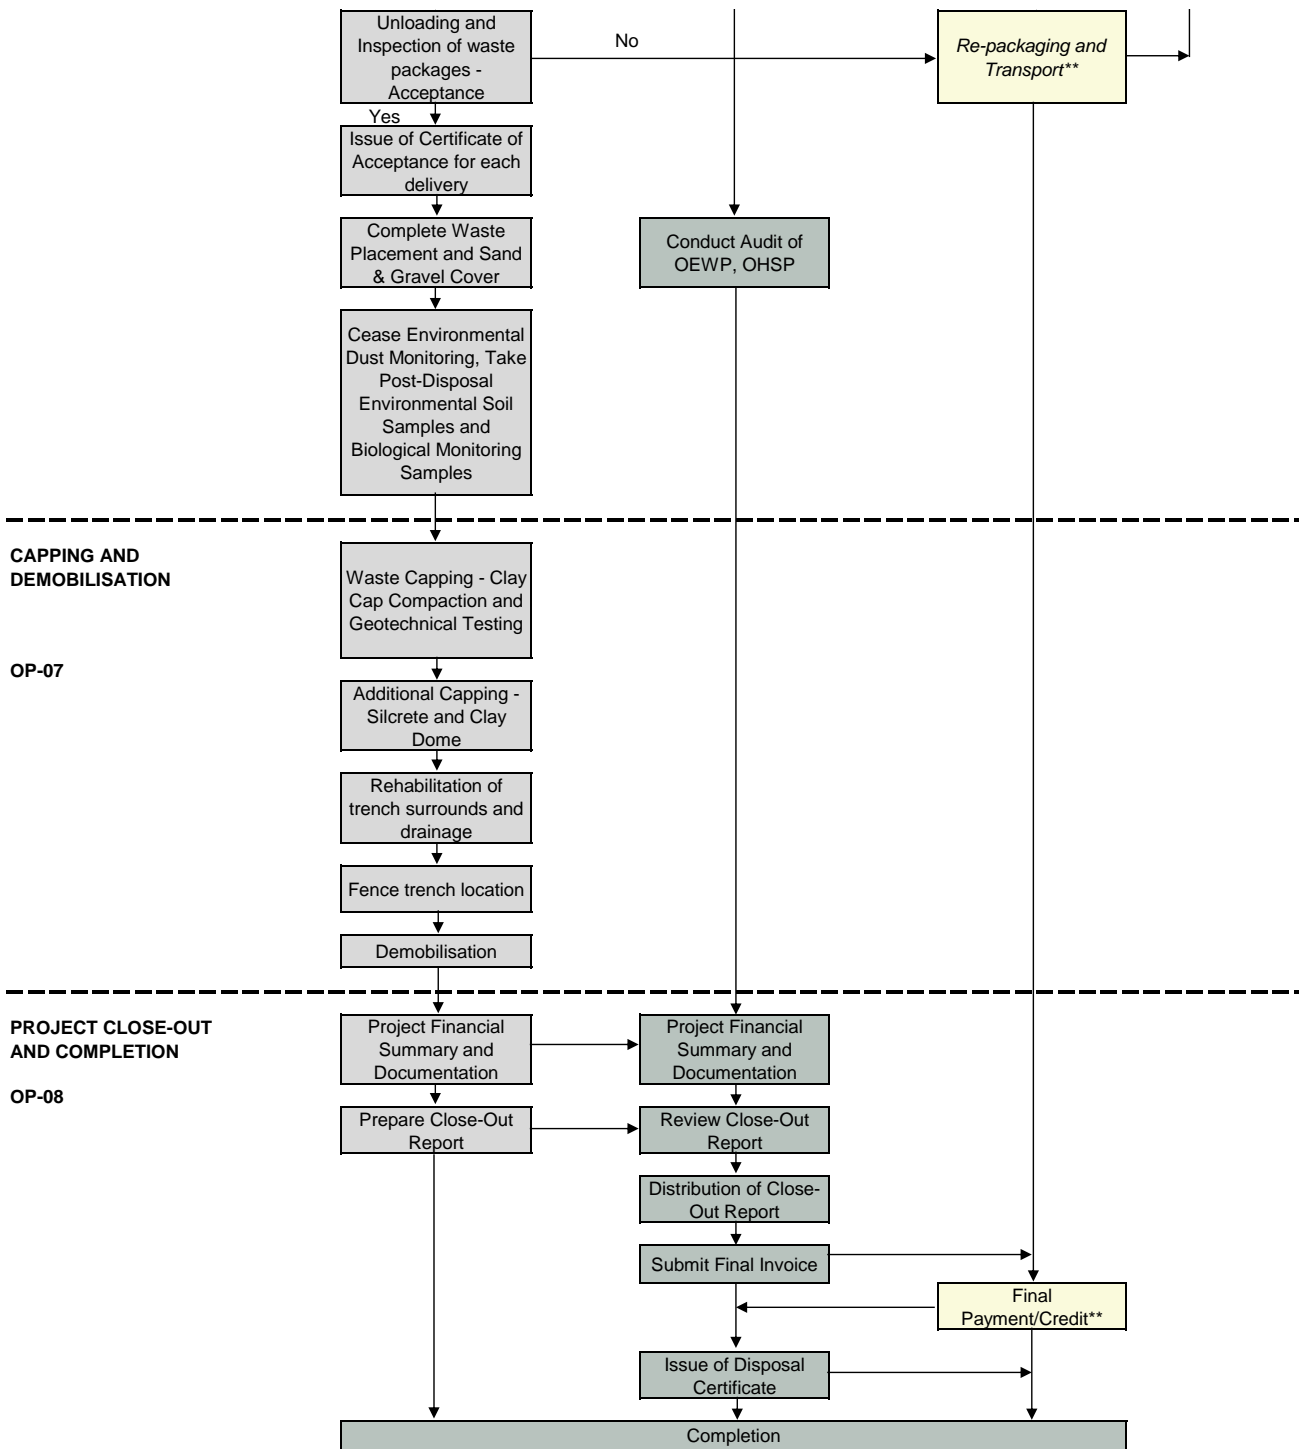 Unloading and
Inspection of waste
packages -
Acceptance
No
Re-packaging and
Transport**
Yes
Issue of Certificate of
Acceptance for each
delivery
Complete Waste
Placement and Sand
& Gravel Cover
Conduct Audit of
OEWP, OHSP
Cease Environmental
Dust Monitoring, Take
Post-Disposal
Environmental Soil
Samples and
Biological Monitoring
Samples
CAPPING AND
DEMOBILISATION
OP-07
Waste Capping - Clay
Cap Compaction and
Geotechnical Testing
Additional Capping -
Silcrete and Clay
Dome
Rehabilitation of
trench surrounds and
drainage
Fence trench location
Demobilisation
PROJECT CLOSE-OUT
AND COMPLETION
OP-08
Project Financial
Summary and
Documentation
Project Financial
Summary and
Documentation
Prepare Close-Out
Report
Review Close-Out
Report
Distribution of Close-
Out Report
Submit Final Invoice
Final
Payment/Credit**
Issue of Disposal
Certificate
Completion